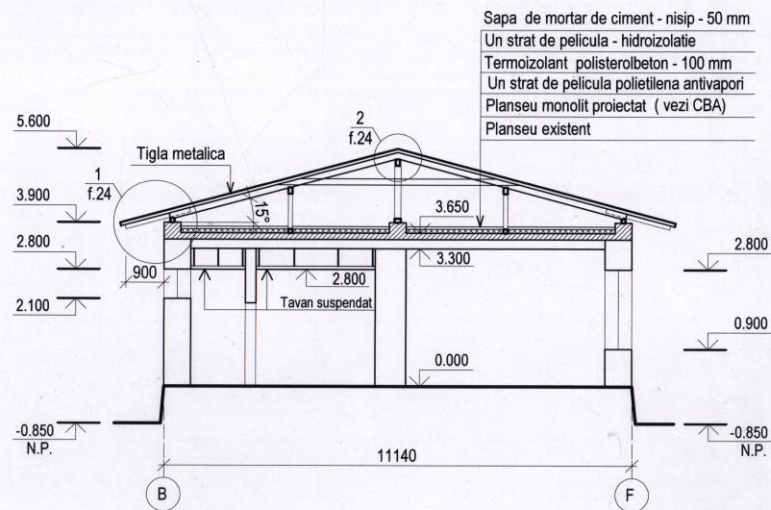 Sapa de mortar de ciment - nisip - 50 mm
Un strat de pelicula - hidroizolatie
Termoizolant polisterolbeton - 100 mm
Un strat de pelicula polietilena antivapori
Planseu monolit proiectat ( vezi CBA)
Planseu existent
5.600
2
f.24
Tigla metalica
1
f.24
15°
3.900
3.650
2.800
3.300
2.800
900
2.800
2.100
Tavan suspendat
0.900
0.000
-0.850
N.P.
-0.850
N.P.
11140
B
F